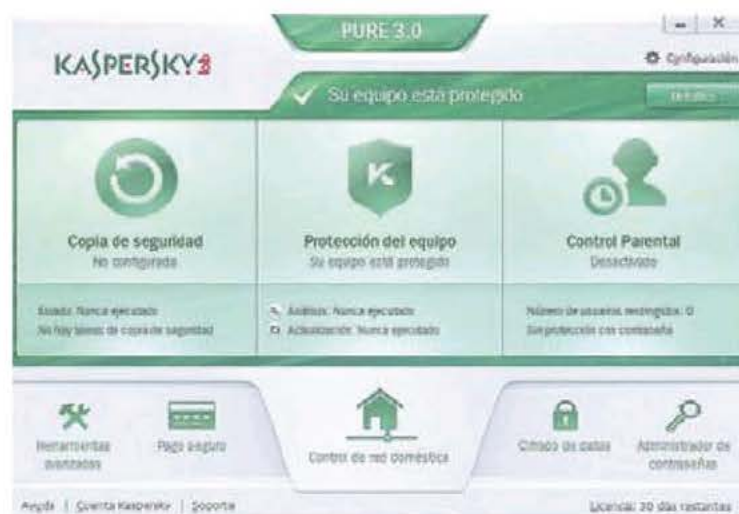 PURE 3.0
KASPERSKY
Configuración
Su equipo está protegido
Copia de seguridad
No configurada
Protección del equipo
Su equipo está protegido
Control Parental
Desactivado
Estado: Nunca ejecutado
No hay tareas de copia de seguridad
Análisis: Nunca ejecutado
Actualización: Nunca ejecutado
Número de usuarios restringidos: 0
Sin protección con contraseña
Herramientas
avanzadas
Pago seguro
Control de red doméstica
Cifrado de datos
Administrador de
contraseñas
Ayuda | Cuenta Kaspersky | Soporte
Licencia: 30 días restantes